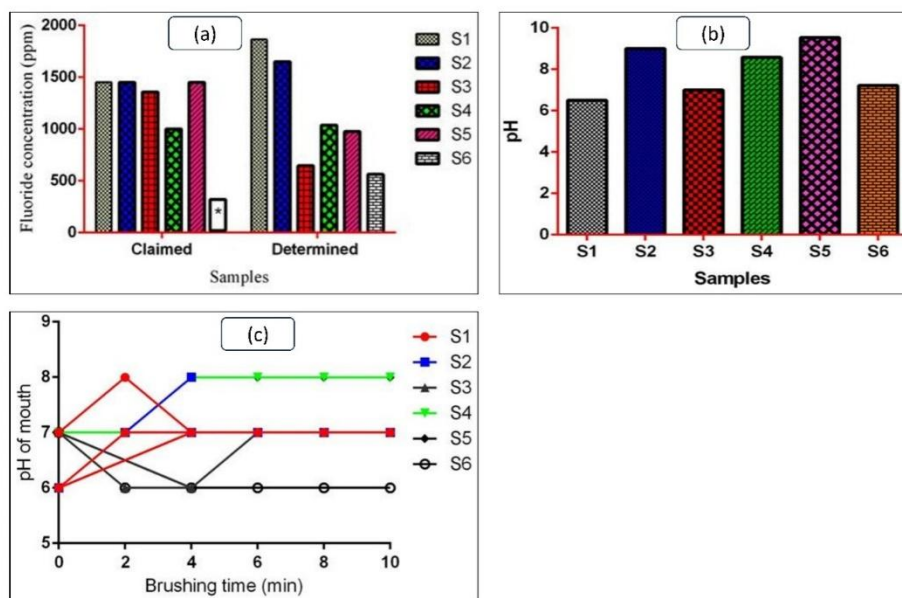 (a)
Fluoride concentration (ppm)
2000
1500
1000
500
0
*
Claimed
Determined
Samples
S1
S2
S3
S4
S5
S6
(b)
pH
10
8
6
4
2
0
S1 S2 S3 S4 S5 S6
Samples
(c)
pH of mouth
9
8
7
6
5
0 2 4 6 8 10
Brushing time (min)
S1
S2
S3
S4
S5
S6